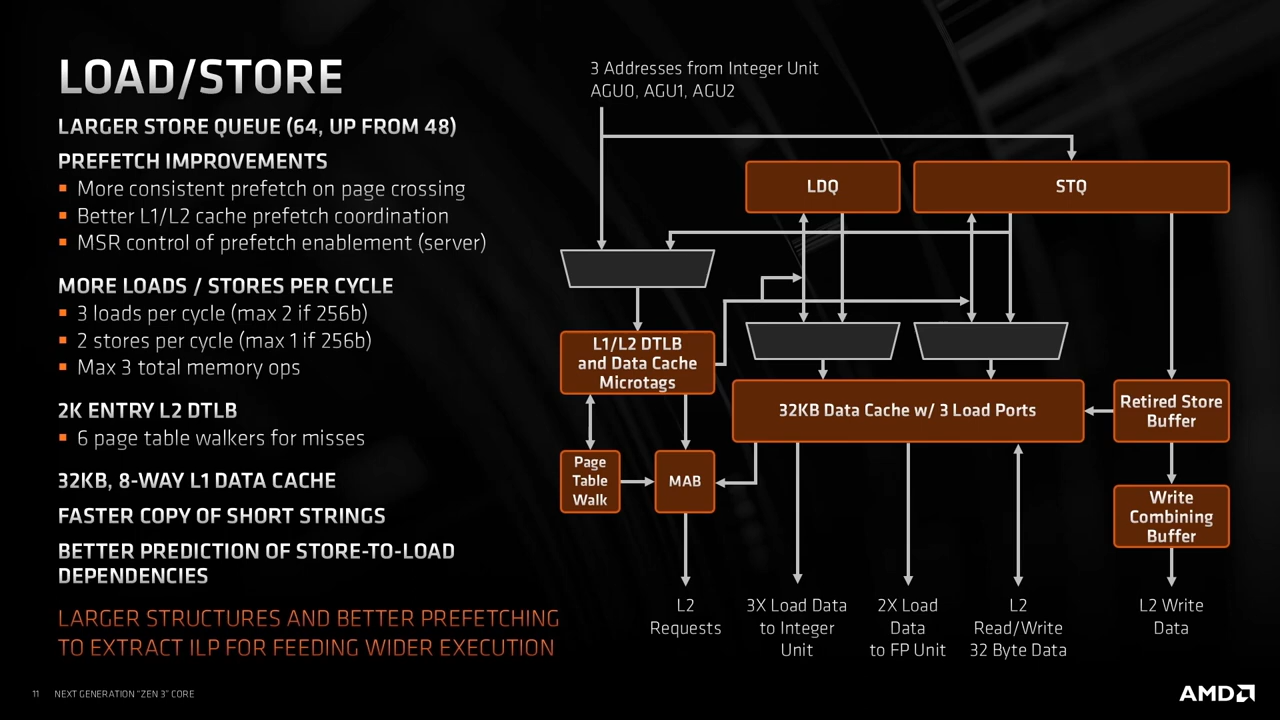 LOAD/STORE
LARGER STORE QUEUE (64, UP FROM 48)
PREFETCH IMPROVEMENTS
More consistent prefetch on page crossing
Better L1/L2 cache prefetch coordination
MSR control of prefetch enablement (server)
MORE LOADS / STORES PER CYCLE
3 loads per cycle (max 2 if 256b)
2 stores per cycle (max 1 if 256b)
Max 3 total memory ops
2K ENTRY L2 DTLB
6 page table walkers for misses
32KB, 8-WAY L1 DATA CACHE
FASTER COPY OF SHORT STRINGS
BETTER PREDICTION OF STORE-TO-LOAD
DEPENDENCIES
LARGER STRUCTURES AND BETTER PREFETCHING
TO EXTRACT ILP FOR FEEDING WIDER EXECUTION
3 Addresses from Integer Unit
AGU0, AGU1, AGU2
LDQ
STQ
L1/L2 DTLB
and Data Cache
Microtags
32KB Data Cache w/ 3 Load Ports
Retired Store
Buffer
Page
Table
Walk
MAB
Write
Combining
Buffer
L2
Requests
3X Load Data
to Integer
Unit
2X Load
Data
to FP Unit
L2
Read/Write
32 Byte Data
L2 Write
Data
11 NEXT GENERATION "ZEN 3" CORE
AMD